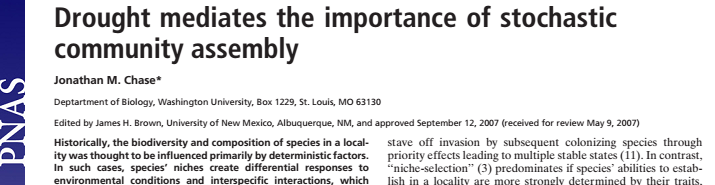 PNAS
Drought mediates the importance of stochastic
community assembly
Jonathan M. Chase*
Deptartment of Biology, Washington University, Box 1229, St. Louis, MO 63130
Edited by James H. Brown, University of New Mexico, Albuquerque, NM, and approved September 12, 2007 (received for review May 9, 2007)
Historically, the biodiversity and composition of species in a local-
ity was thought to be influenced primarily by deterministic factors.
In such cases, species’ niches create differential responses to
environmental conditions and interspecific interactions, which
stave off invasion by subsequent colonizing species through
priority effects leading to multiple stable states (11). In contrast,
‘‘niche-selection’’ (3) predominates if species’ abilities to estab-
lish in a locality are more strongly determined by their traits,